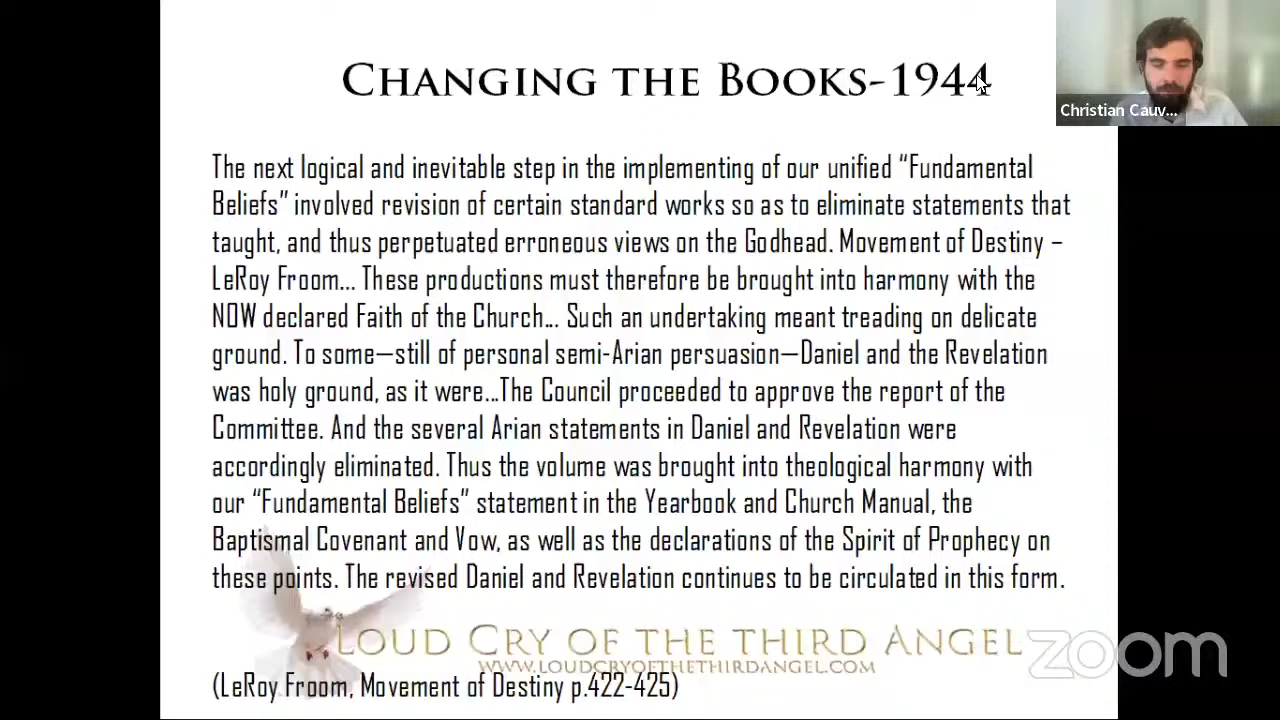 CHANGING THE BOOKS-1944
Christian Cauv...
The next logical and inevitable step in the implementing of our unified “Fundamental
Beliefs” involved revision of certain standard works so as to eliminate statements that
taught, and thus perpetuated erroneous views on the Godhead. Movement of Destiny –
LeRoy Froom... These productions must therefore be brought into harmony with the
NOW declared Faith of the Church... Such an undertaking meant treading on delicate
ground. To some—still of personal semi-Arian persuasion—Daniel and the Revelation
was holy ground, as it were...The Council proceeded to approve the report of the
Committee. And the several Arian statements in Daniel and Revelation were
accordingly eliminated. Thus the volume was brought into theological harmony with
our “Fundamental Beliefs” statement in the Yearbook and Church Manual, the
Baptismal Covenant and Vow, as well as the declarations of the Spirit of Prophecy on
these points. The revised Daniel and Revelation continues to be circulated in this form.
LOUD CRY OF THE THIRD ANGEL
WWW.LOUDCRYOFTHETHIRDANGEL.COM
zoom
(LeRoy Froom, Movement of Destiny p.422-425)